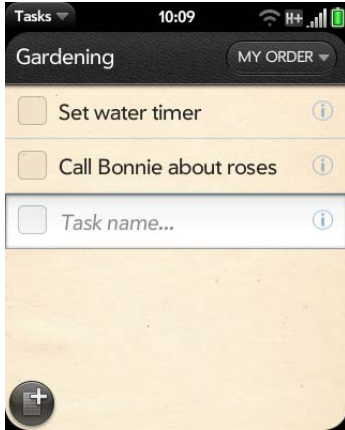 Tasks
10:09
H+
Gardening
MY ORDER
Set water timer
Call Bonnie about roses
Task name...